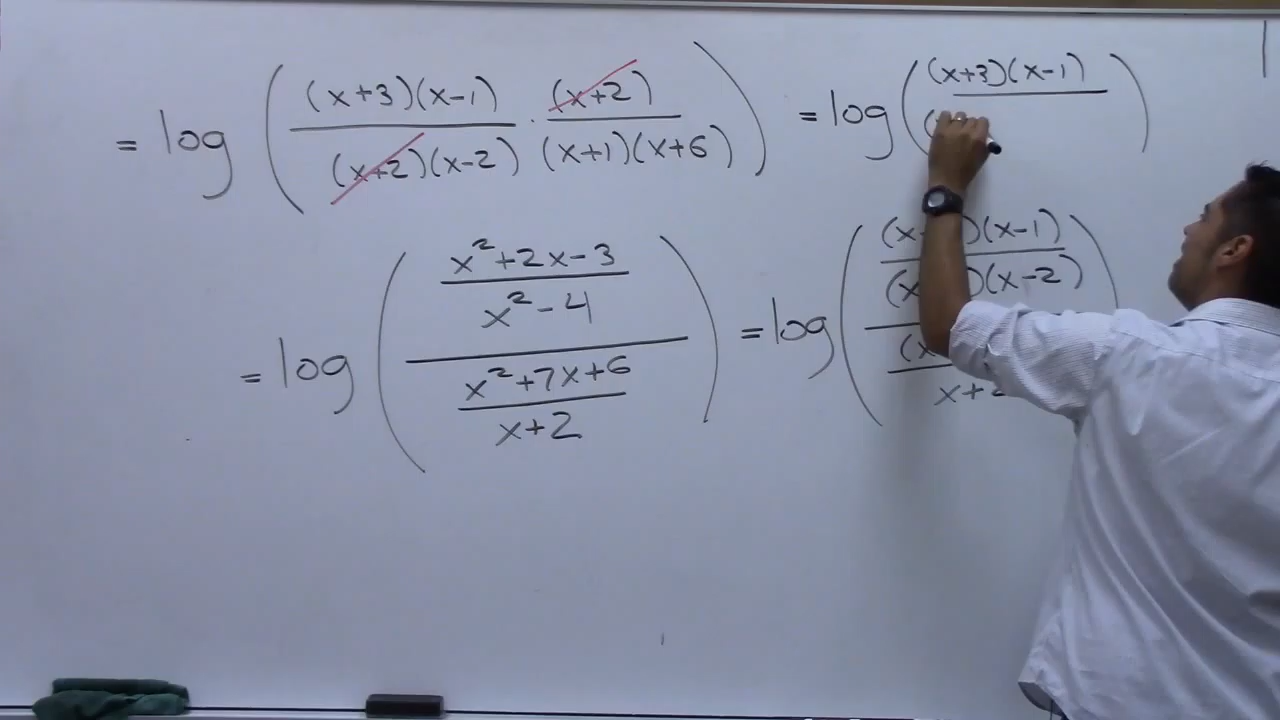 = log ( (x+3)(x-1) / (x+2)(x-2) · (x+2) / (x+1)(x+6) ) = log ( (x+3)(x-1) / ( )
= log ( (x²+2x-3) / (x²-4) / (x²+7x+6) / (x+2) ) = log ( (x )(x-1) / (x )(x-2) / (x / x+ )